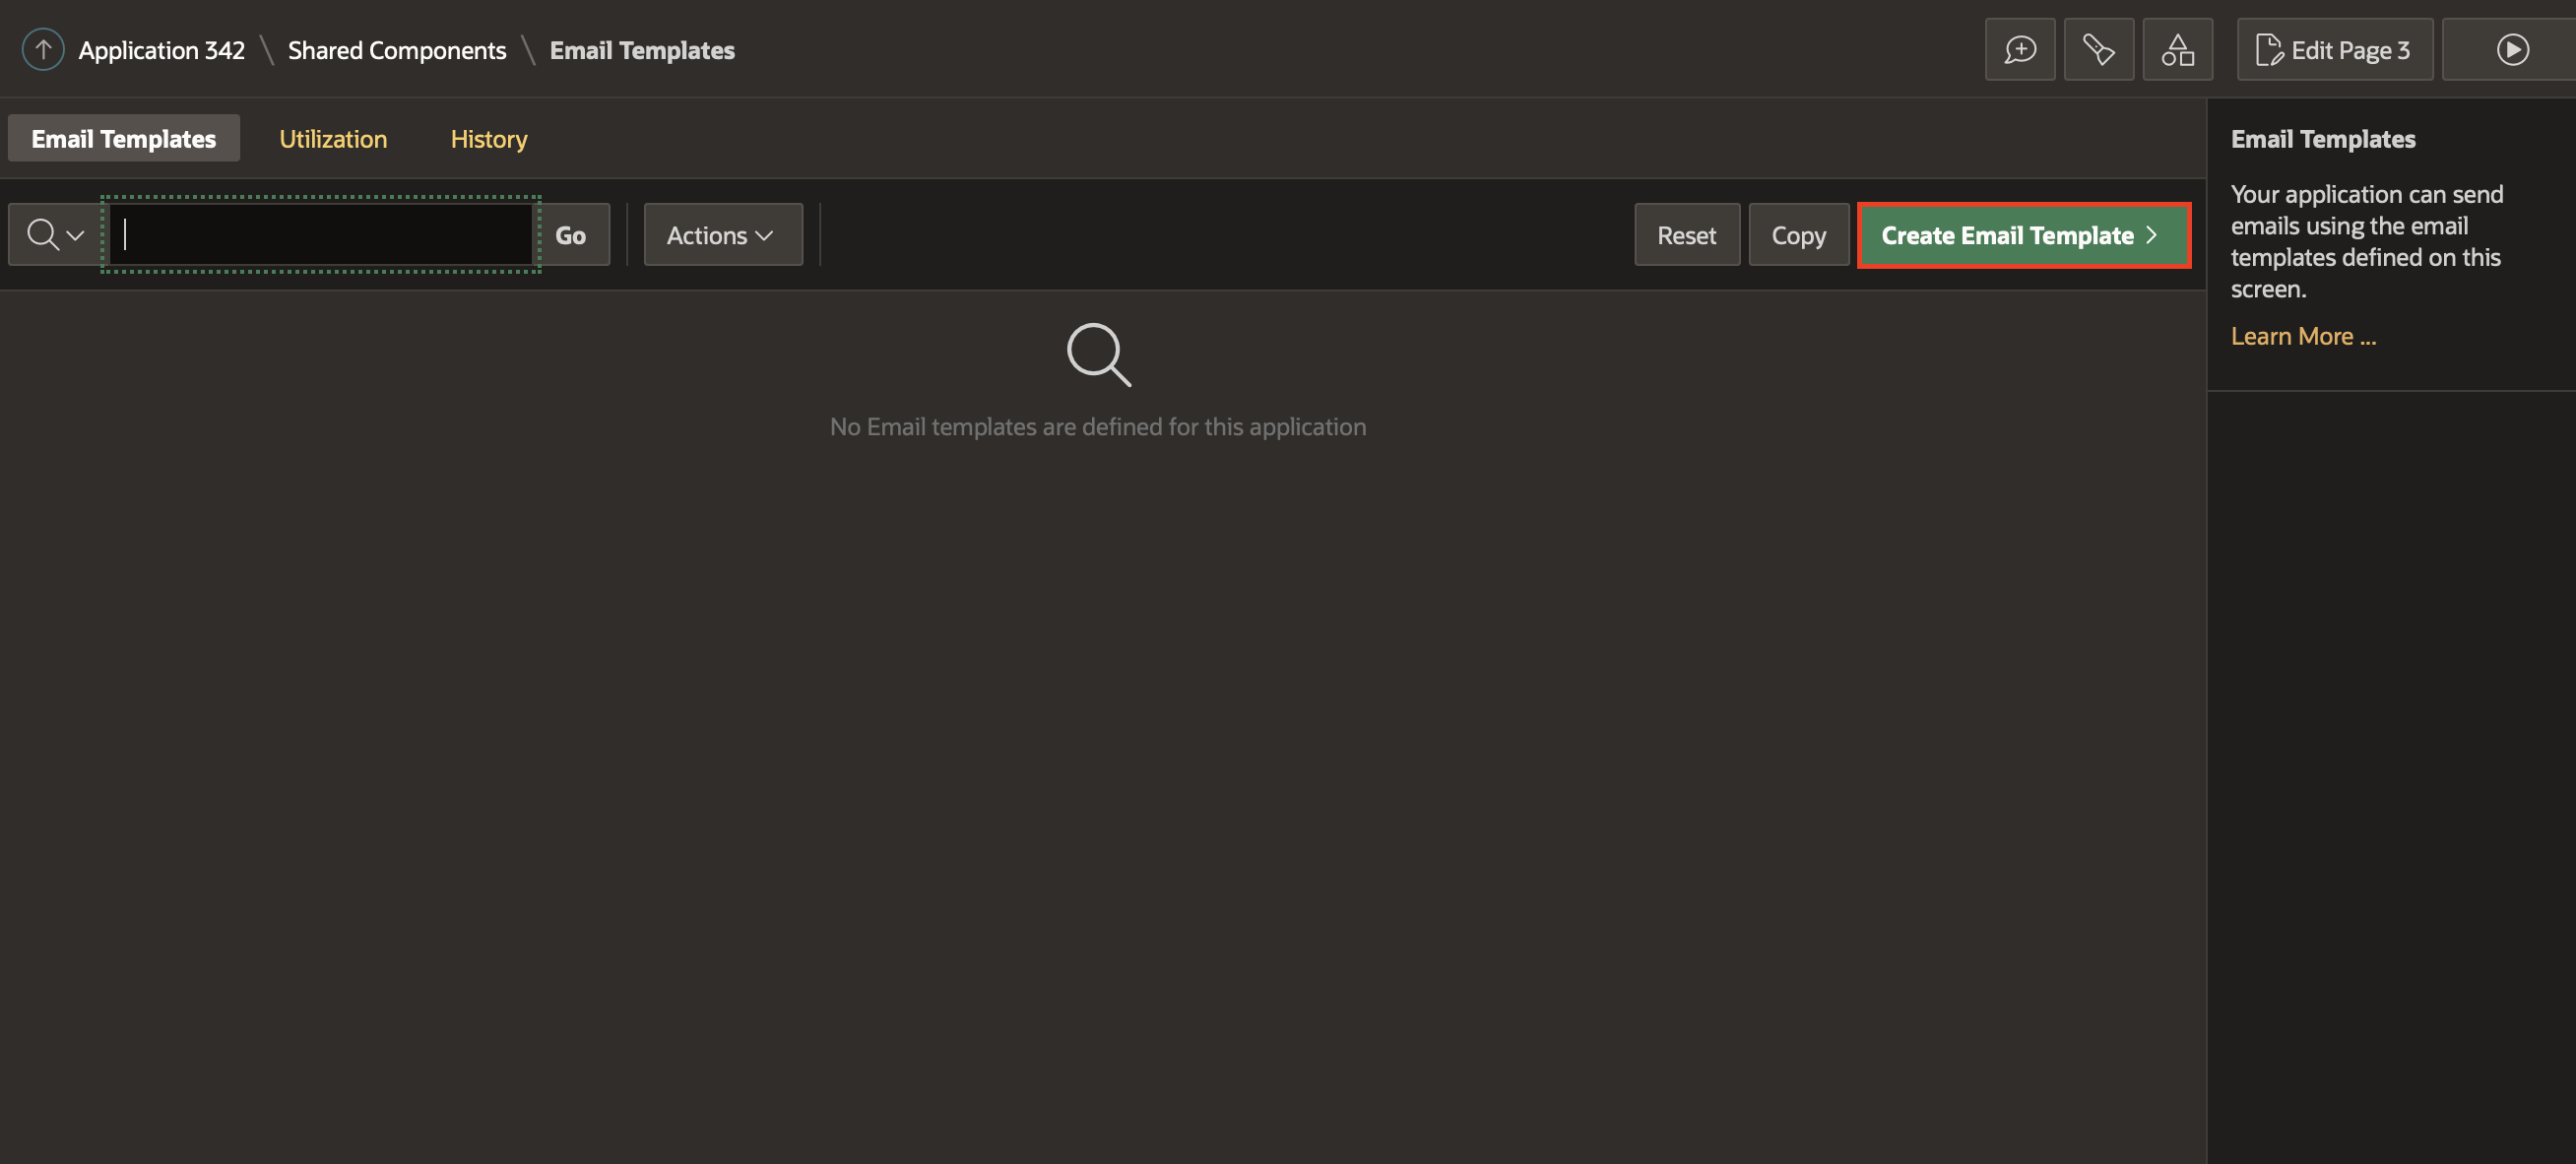 Application 342 \ Shared Components \ Email Templates
Edit Page 3
Email Templates Utilization History
Go Actions Reset Copy Create Email Template
No Email templates are defined for this application
Email Templates
Your application can send
emails using the email
templates defined on this
screen.
Learn More ...